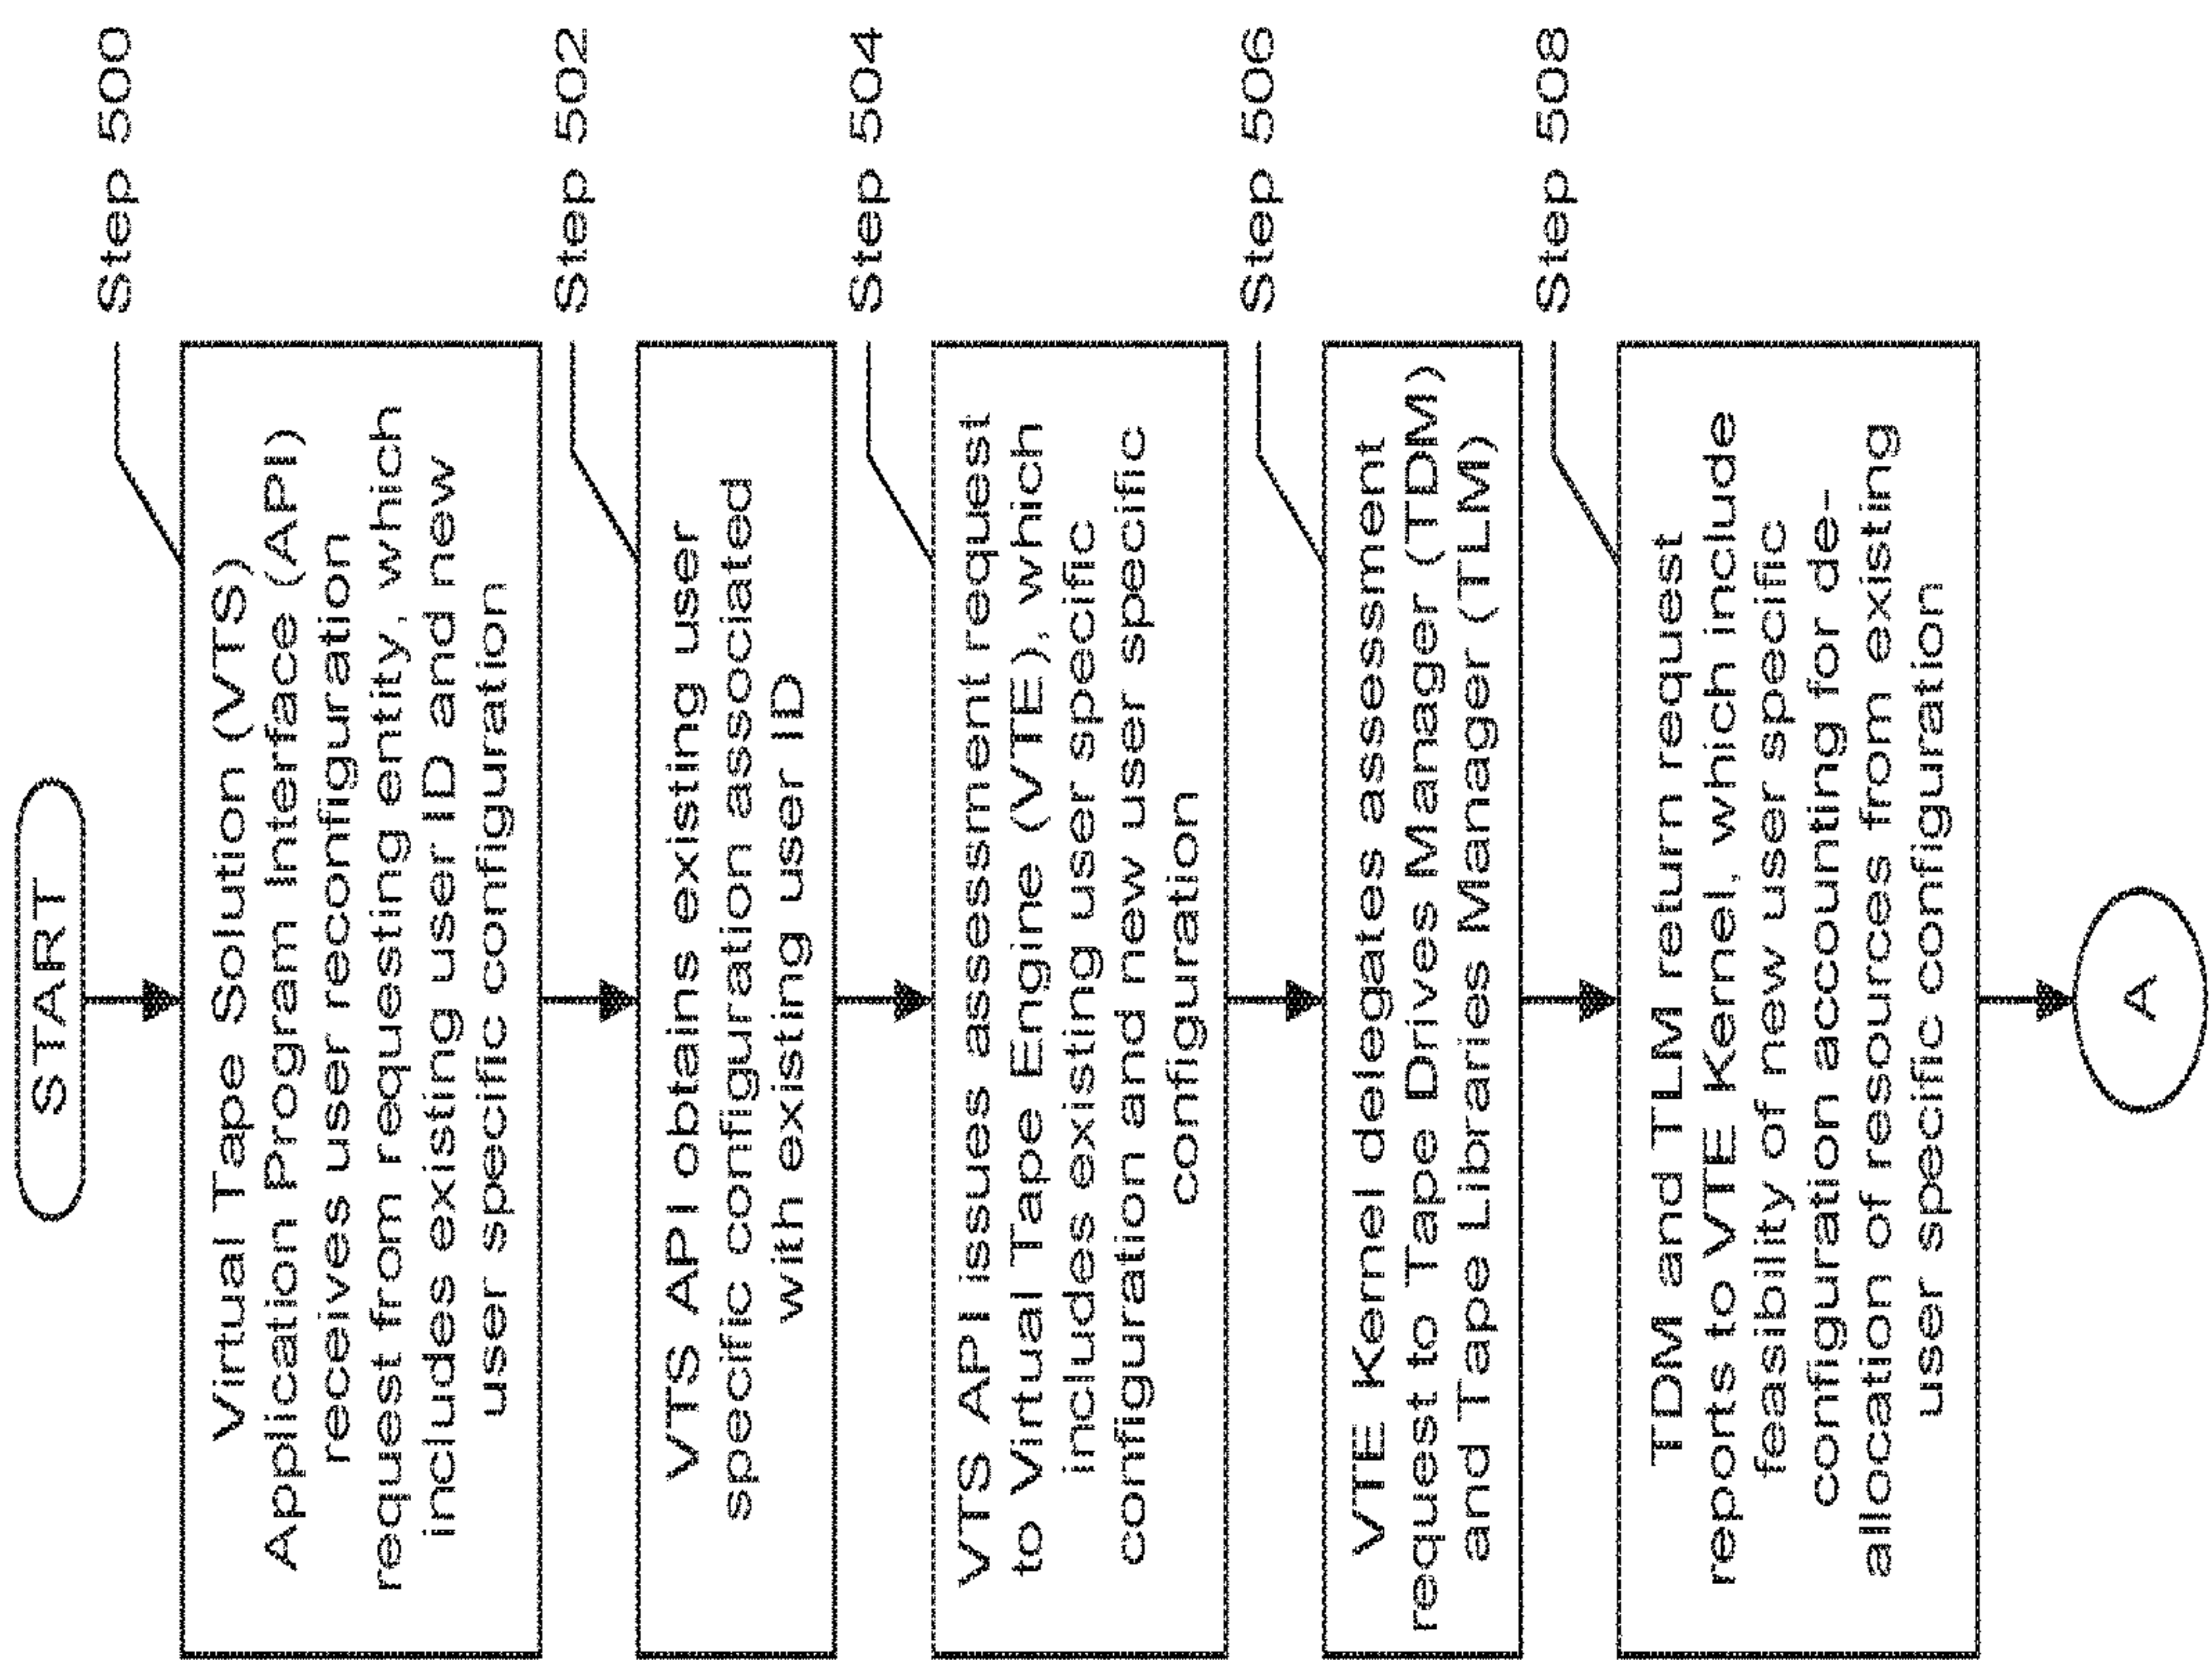 START
Step 500
Virtual Tape Solution (VTS)
Application Program Interface (API)
receives user reconfiguration
request from requesting entity, which
includes existing user ID and new
user specific configuration
Step 502
VTS API obtains existing user
specific configuration associated
with existing user ID
Step 504
VTS API issues assessment request
to Virtual Tape Engine (VTE), which
includes existing user specific
configuration and new user specific
configuration
Step 506
VTE Kernel delegates assessment
request to Tape Drives Manager (TDM)
and Tape Libraries Manager (TLM)
Step 508
TDM and TLM return request
reports to VTE Kernel, which include
feasibility of new user specific
configuration accounting for de-
allocation of resources from existing
user specific configuration
A